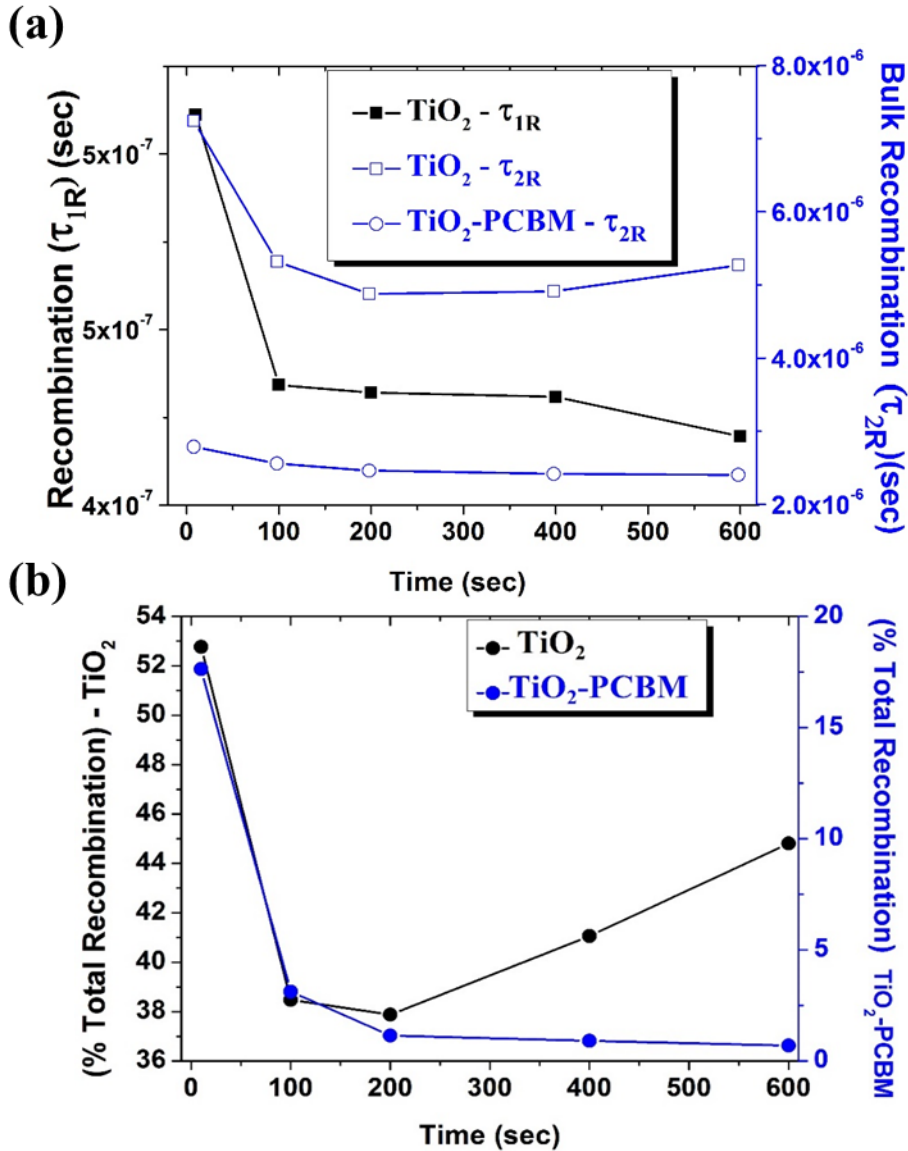 (a)
Recombination (τ1R) (sec)
5x10-7
5x10-7
4x10-7
TiO2 - τ1R
TiO2 - τ2R
TiO2-PCBM - τ2R
8.0x10-6
6.0x10-6
4.0x10-6
2.0x10-6
Bulk Recombination (τ2R)(sec)
0 100 200 300 400 500 600
Time (sec)
(b)
(% Total Recombination) - TiO2
54
52
50
48
46
44
42
40
38
36
TiO2
TiO2-PCBM
20
15
10
5
0
(% Total Recombination) TiO2-PCBM
0 100 200 300 400 500 600
Time (sec)